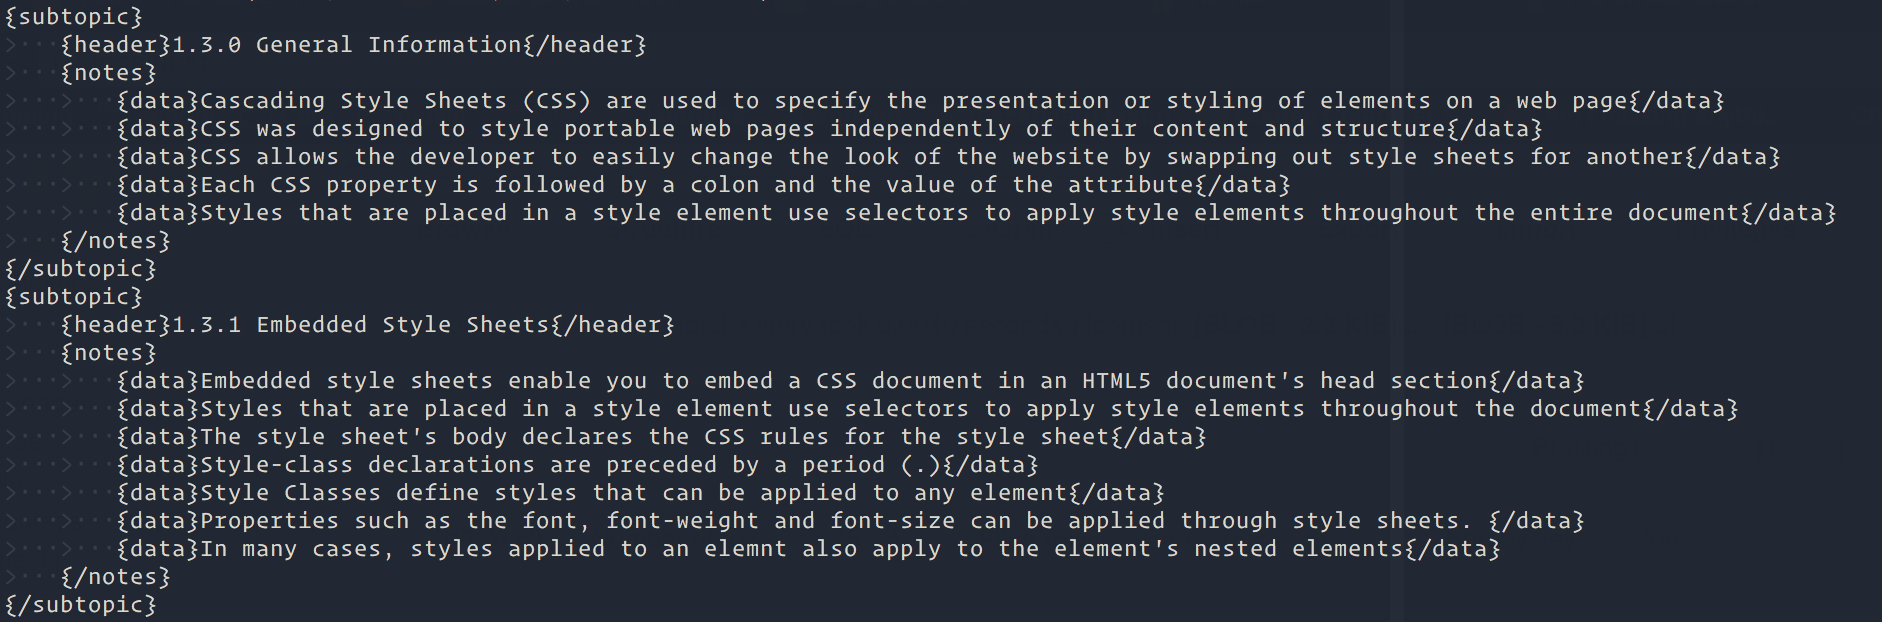 {subtopic}
{header}1.3.0 General Information{/header}
{notes}
{data}Cascading Style Sheets (CSS) are used to specify the presentation or styling of elements on a web page{/data}
{data}CSS was designed to style portable web pages independently of their content and structure{/data}
{data}CSS allows the developer to easily change the look of the website by swapping out style sheets for another{/data}
{data}Each CSS property is followed by a colon and the value of the attribute{/data}
{data}Styles that are placed in a style element use selectors to apply style elements throughout the entire document{/data}
{/notes}
{/subtopic}
{subtopic}
{header}1.3.1 Embedded Style Sheets{/header}
{notes}
{data}Embedded style sheets enable you to embed a CSS document in an HTML5 document's head section{/data}
{data}Styles that are placed in a style element use selectors to apply style elements throughout the document{/data}
{data}The style sheet's body declares the CSS rules for the style sheet{/data}
{data}Style-class declarations are preceded by a period (.){/data}
{data}Style Classes define styles that can be applied to any element{/data}
{data}Properties such as the font, font-weight and font-size can be applied through style sheets. {/data}
{data}In many cases, styles applied to an elemnt also apply to the element's nested elements{/data}
{/notes}
{/subtopic}